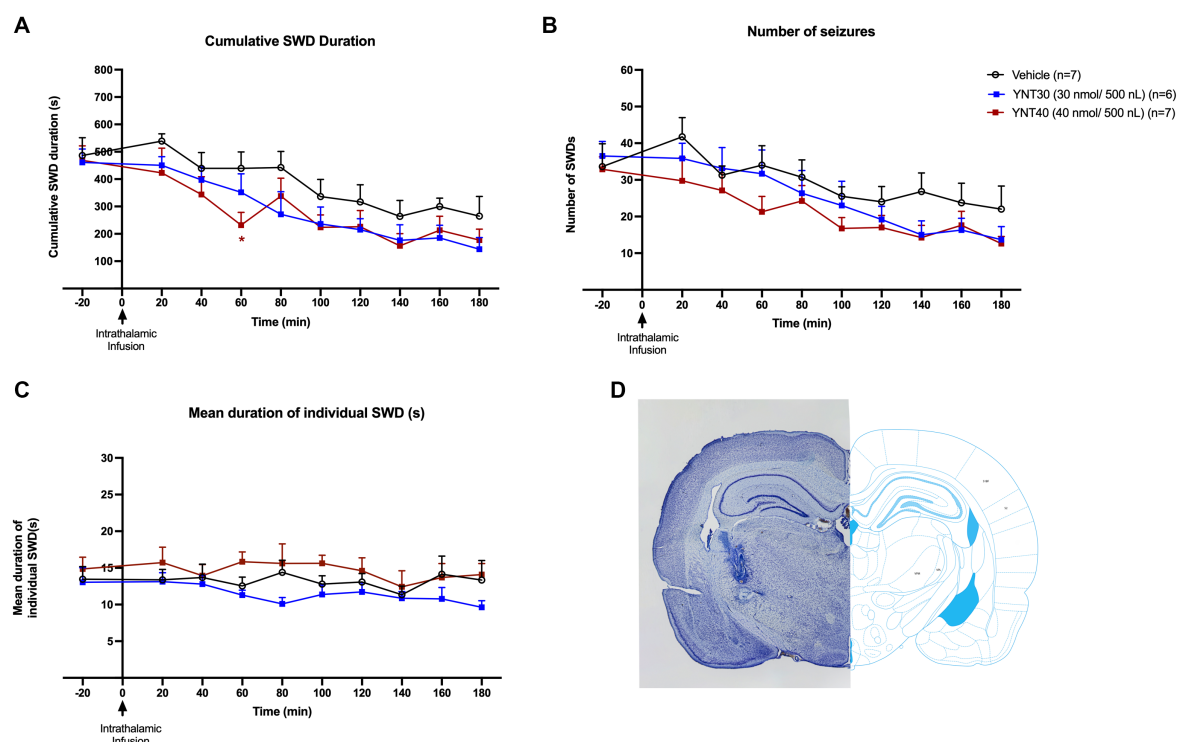 A
Cumulative SWD Duration
Cumulative SWD duration (s)
800
700
600
500
400
300
200
100
*
-20 0 20 40 60 80 100 120 140 160 180
Time (min)
Intrathalamic
Infusion
B
Number of seizures
Number of SWDs
60
50
40
30
20
10
-20 0 20 40 60 80 100 120 140 160 180
Time (min)
Intrathalamic
Infusion
Vehicle (n=7)
YNT30 (30 nmol/ 500 nL) (n=6)
YNT40 (40 nmol/ 500 nL) (n=7)
C
Mean duration of individual SWD (s)
Mean duration of
individual SWD(s)
30
25
20
15
10
5
-20 0 20 40 60 80 100 120 140 160 180
Time (min)
Intrathalamic
Infusion
D